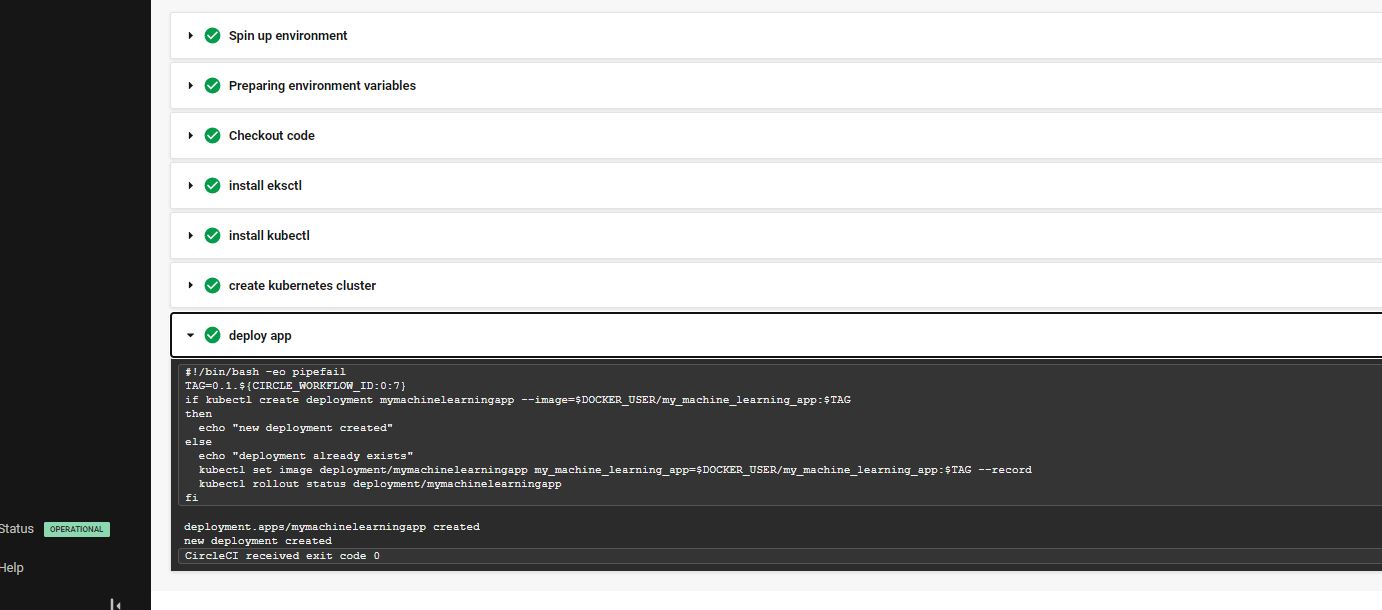 Spin up environment
Preparing environment variables
Checkout code
install eksctl
install kubectl
create kubernetes cluster
deploy app
#!/bin/bash -eo pipefail
TAG=0.1.${CIRCLE_WORKFLOW_ID:0:7}
if kubectl create deployment mymachinelearningapp --image=$DOCKER_USER/my_machine_learning_app:$TAG
then
  echo "new deployment created"
else
  echo "deployment already exists"
  kubectl set image deployment/mymachinelearningapp my_machine_learning_app=$DOCKER_USER/my_machine_learning_app:$TAG --record
  kubectl rollout status deployment/mymachinelearningapp
fi
deployment.apps/mymachinelearningapp created
new deployment created
CircleCI received exit code 0
Status OPERATIONAL
Help